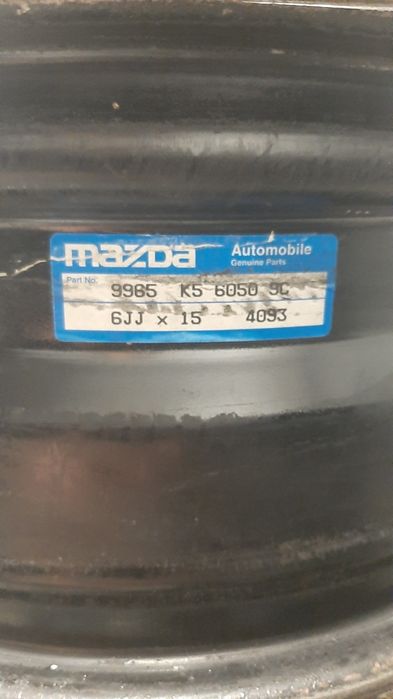 mazda Automobile
Genuine Parts
Part No. 9965 K5 6050 9C
6JJ x 15 4093